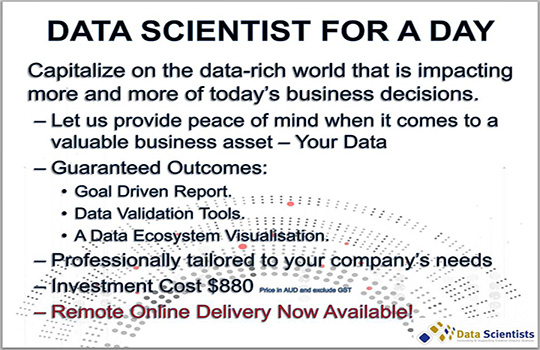 DATA SCIENTIST FOR A DAY
Capitalize on the data-rich world that is impacting
more and more of today's business decisions.
– Let us provide peace of mind when it comes to a
valuable business asset – Your Data
– Guaranteed Outcomes:
• Goal Driven Report.
• Data Validation Tools.
• A Data Ecosystem Visualisation.
– Professionally tailored to your company's needs
– Investment Cost $880 Price in AUD and exclude GST
– Remote Online Delivery Now Available!
Data Scientists